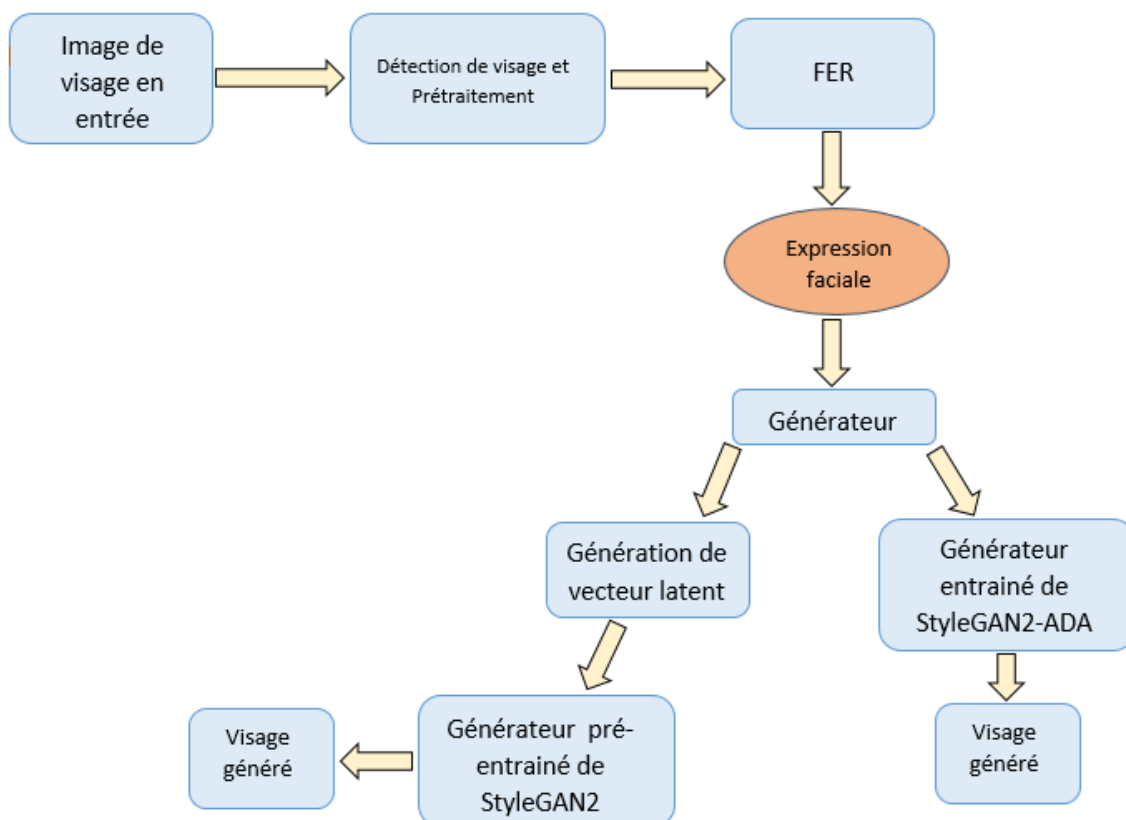 Image de
visage en
entrée
Détection de visage et
Prétraitement
FER
Expression
faciale
Générateur
Génération de
vecteur latent
Générateur
entrainé de
StyleGAN2-ADA
Générateur pré-
entrainé de
StyleGAN2
Visage
généré
Visage
généré